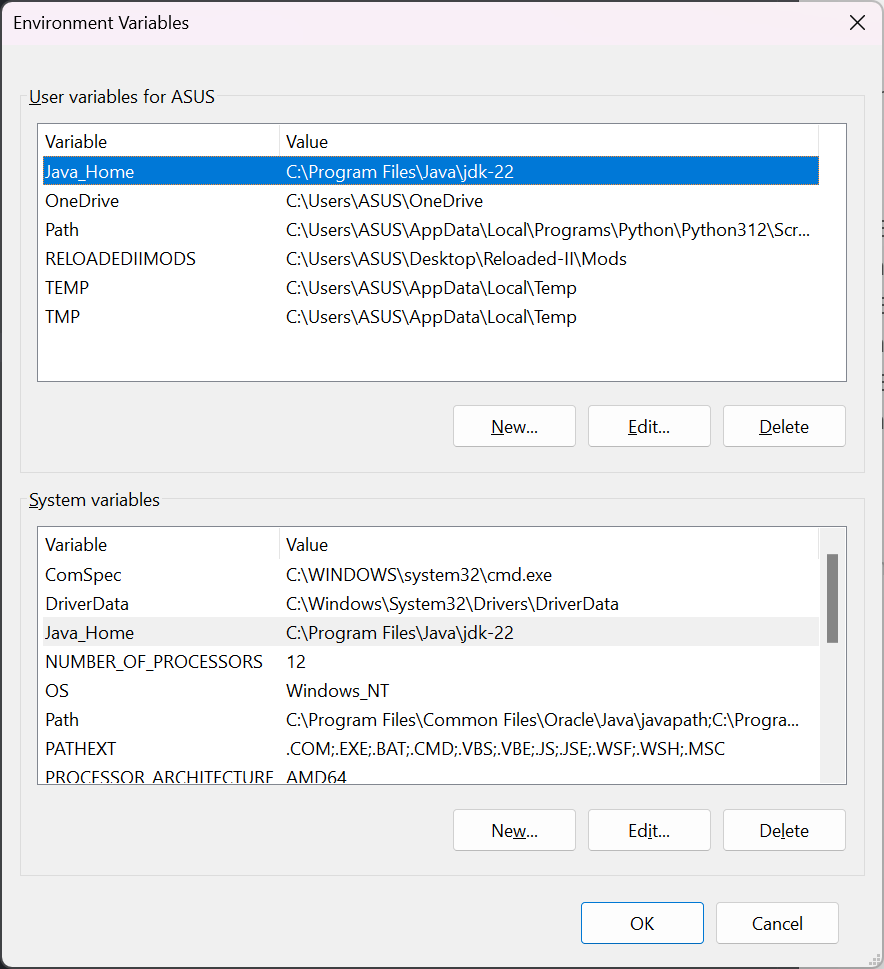 Environment Variables
User variables for ASUS
Variable Value
Java_Home C:\Program Files\Java\jdk-22
OneDrive C:\Users\ASUS\OneDrive
Path C:\Users\ASUS\AppData\Local\Programs\Python\Python312\Scr...
RELOADEDIIMODS C:\Users\ASUS\Desktop\Reloaded-II\Mods
TEMP C:\Users\ASUS\AppData\Local\Temp
TMP C:\Users\ASUS\AppData\Local\Temp
New... Edit... Delete
System variables
Variable Value
ComSpec C:\WINDOWS\system32\cmd.exe
DriverData C:\Windows\System32\Drivers\DriverData
Java_Home C:\Program Files\Java\jdk-22
NUMBER_OF_PROCESSORS 12
OS Windows_NT
Path C:\Program Files\Common Files\Oracle\Java\javapath;C:\Progra...
PATHEXT .COM;.EXE;.BAT;.CMD;.VBS;.VBE;.JS;.JSE;.WSF;.WSH;.MSC
PROCESSOR_ARCHITECTURE AMD64
New... Edit... Delete
OK Cancel